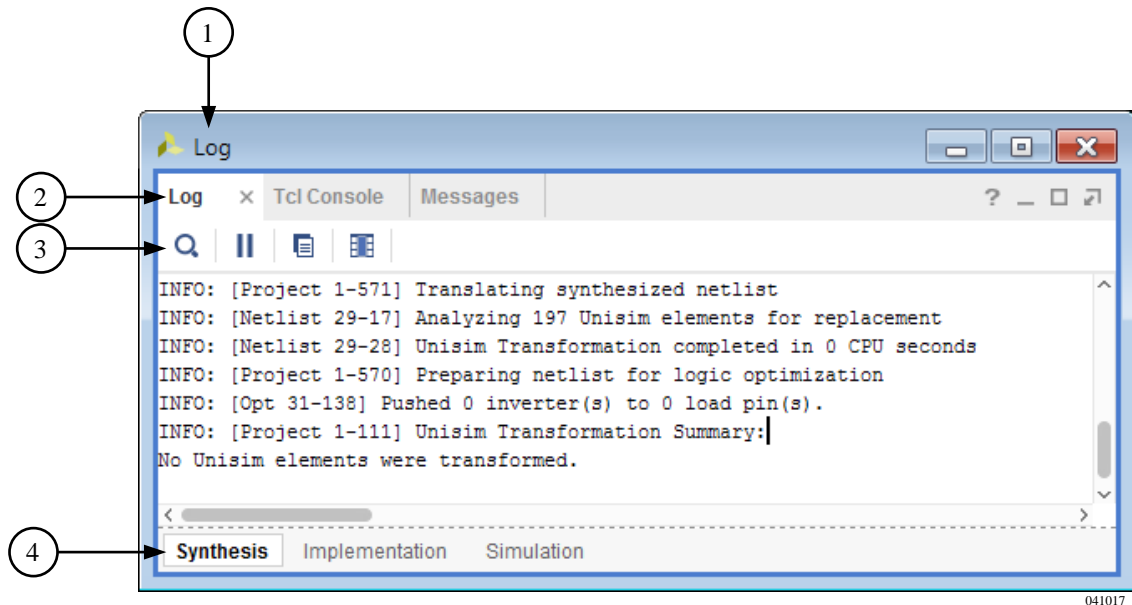 1
Log
2
Log Tcl Console Messages
3
INFO: [Project 1-571] Translating synthesized netlist
INFO: [Netlist 29-17] Analyzing 197 Unisim elements for replacement
INFO: [Netlist 29-28] Unisim Transformation completed in 0 CPU seconds
INFO: [Project 1-570] Preparing netlist for logic optimization
INFO: [Opt 31-138] Pushed 0 inverter(s) to 0 load pin(s).
INFO: [Project 1-111] Unisim Transformation Summary:
No Unisim elements were transformed.
4
Synthesis Implementation Simulation
041017